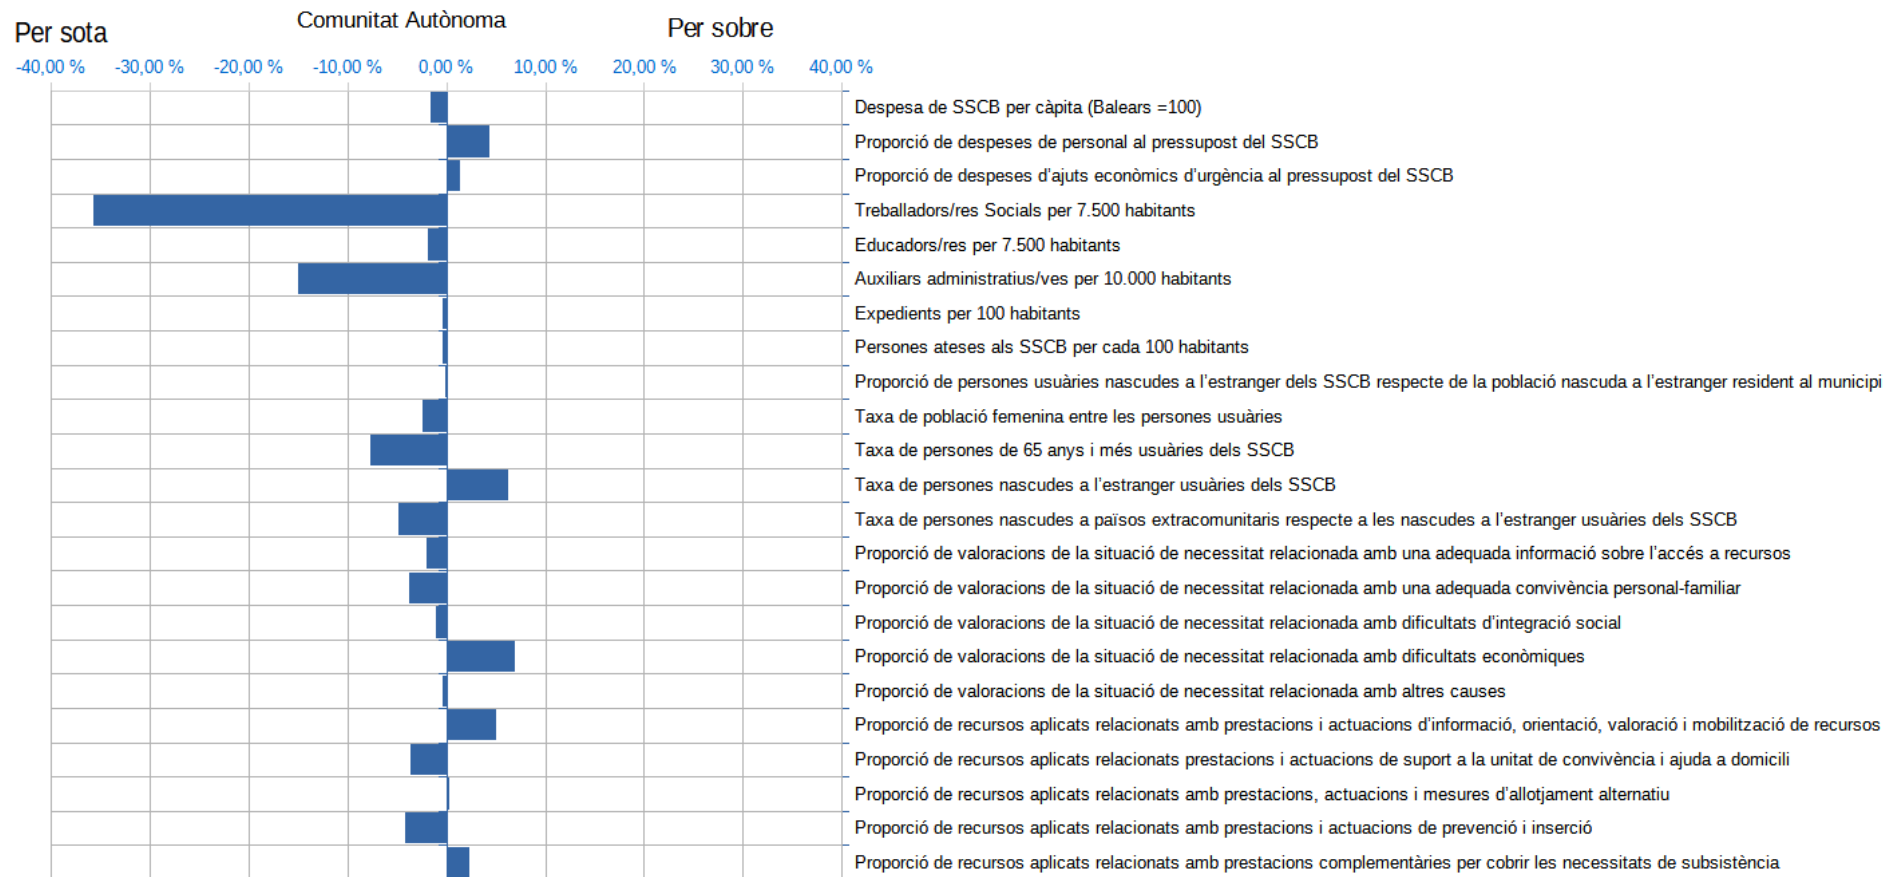 Comunitat Autònoma
Per sota
Per sobre
-40,00 % -30,00 % -20,00 % -10,00 % 0,00 % 10,00 % 20,00 % 30,00 % 40,00 %
Despesa de SSCB per càpita (Balears =100)
Proporció de despeses de personal al pressupost del SSCB
Proporció de despeses d’ajuts econòmics d’urgència al pressupost del SSCB
Treballadors/res Socials per 7.500 habitants
Educadors/res per 7.500 habitants
Auxiliars administratius/ves per 10.000 habitants
Expedients per 100 habitants
Persones ateses als SSCB per cada 100 habitants
Proporció de persones usuàries nascudes a l’estranger dels SSCB respecte de la població nascuda a l’estranger resident al municipi
Taxa de població femenina entre les persones usuàries
Taxa de persones de 65 anys i més usuàries dels SSCB
Taxa de persones nascudes a l’estranger usuàries dels SSCB
Taxa de persones nascudes a països extracomunitaris respecte a les nascudes a l’estranger usuàries dels SSCB
Proporció de valoracions de la situació de necessitat relacionada amb una adequada informació sobre l’accés a recursos
Proporció de valoracions de la situació de necessitat relacionada amb una adequada convivència personal-familiar
Proporció de valoracions de la situació de necessitat relacionada amb dificultats d’integració social
Proporció de valoracions de la situació de necessitat relacionada amb dificultats econòmiques
Proporció de valoracions de la situació de necessitat relacionada amb altres causes
Proporció de recursos aplicats relacionats amb prestacions i actuacions d’informació, orientació, valoració i mobilització de recursos
Proporció de recursos aplicats relacionats prestacions i actuacions de suport a la unitat de convivència i ajuda a domicili
Proporció de recursos aplicats relacionats amb prestacions, actuacions i mesures d’allotjament alternatiu
Proporció de recursos aplicats relacionats amb prestacions i actuacions de prevenció i inserció
Proporció de recursos aplicats relacionats amb prestacions complementàries per cobrir les necessitats de subsistència